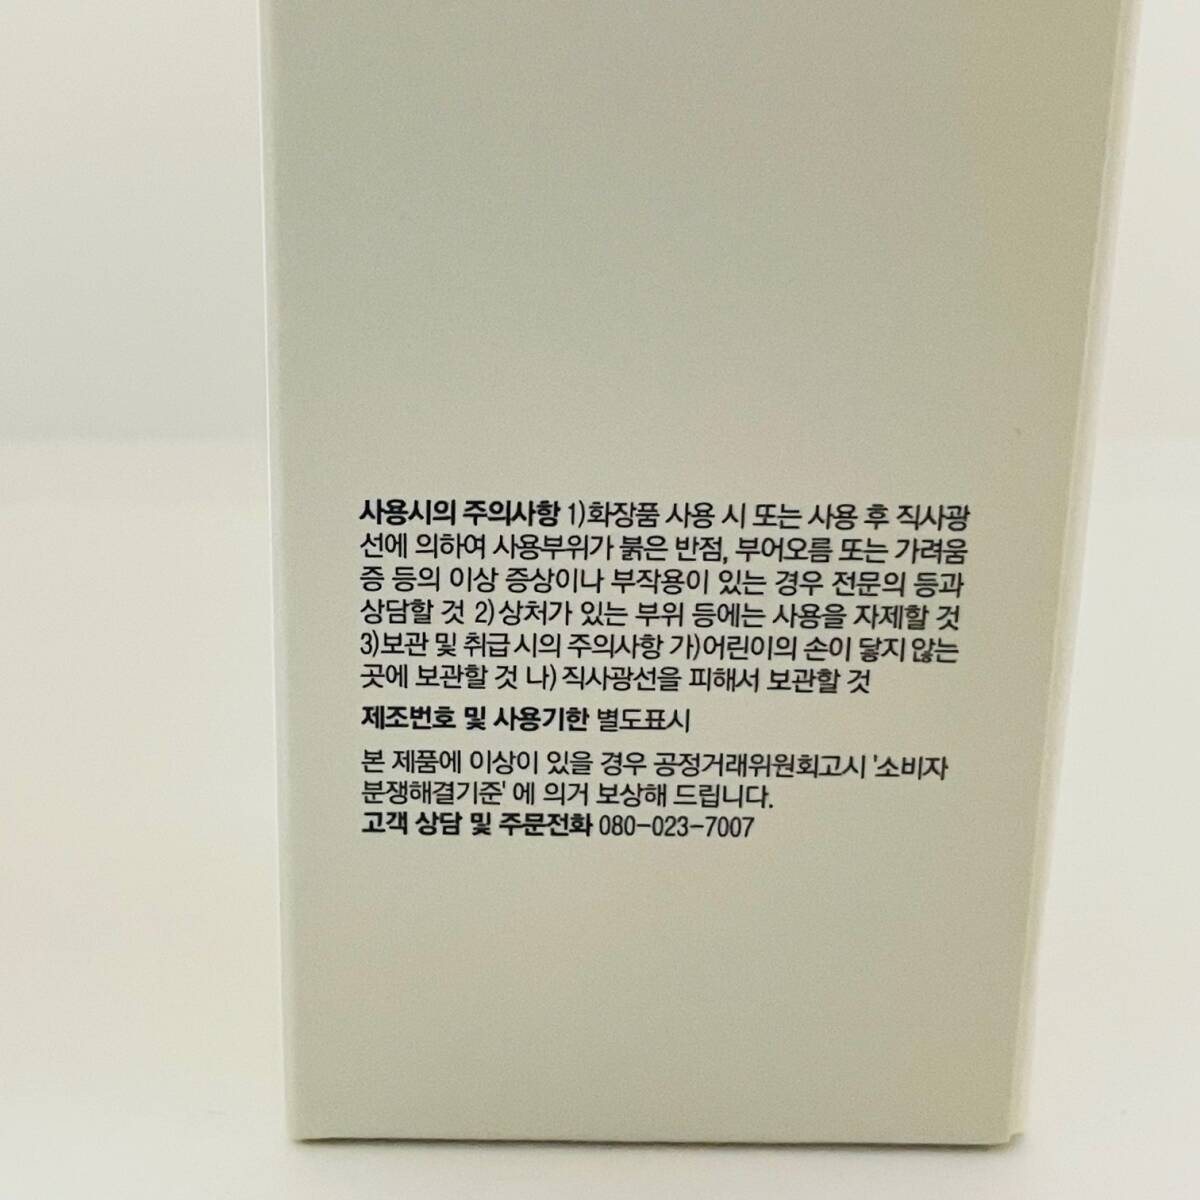 사용시의 주의사항 1)화장품 사용 시 또는 사용 후 직사광
선에 의하여 사용부위가 붉은 반점, 부어오름 또는 가려움
증 등의 이상 증상이나 부작용이 있는 경우 전문의 등과
상담할 것 2)상처가 있는 부위 등에는 사용을 자제할 것
3)보관 및 취급 시의 주의사항 가)어린이의 손이 닿지 않는
곳에 보관할 것 나)직사광선을 피해서 보관할 것
제조번호 및 사용기한 별도표시
본 제품에 이상이 있을 경우 공정거래위원회고시 '소비자
분쟁해결기준' 에 의거 보상해 드립니다.
고객 상담 및 주문전화 080-023-7007